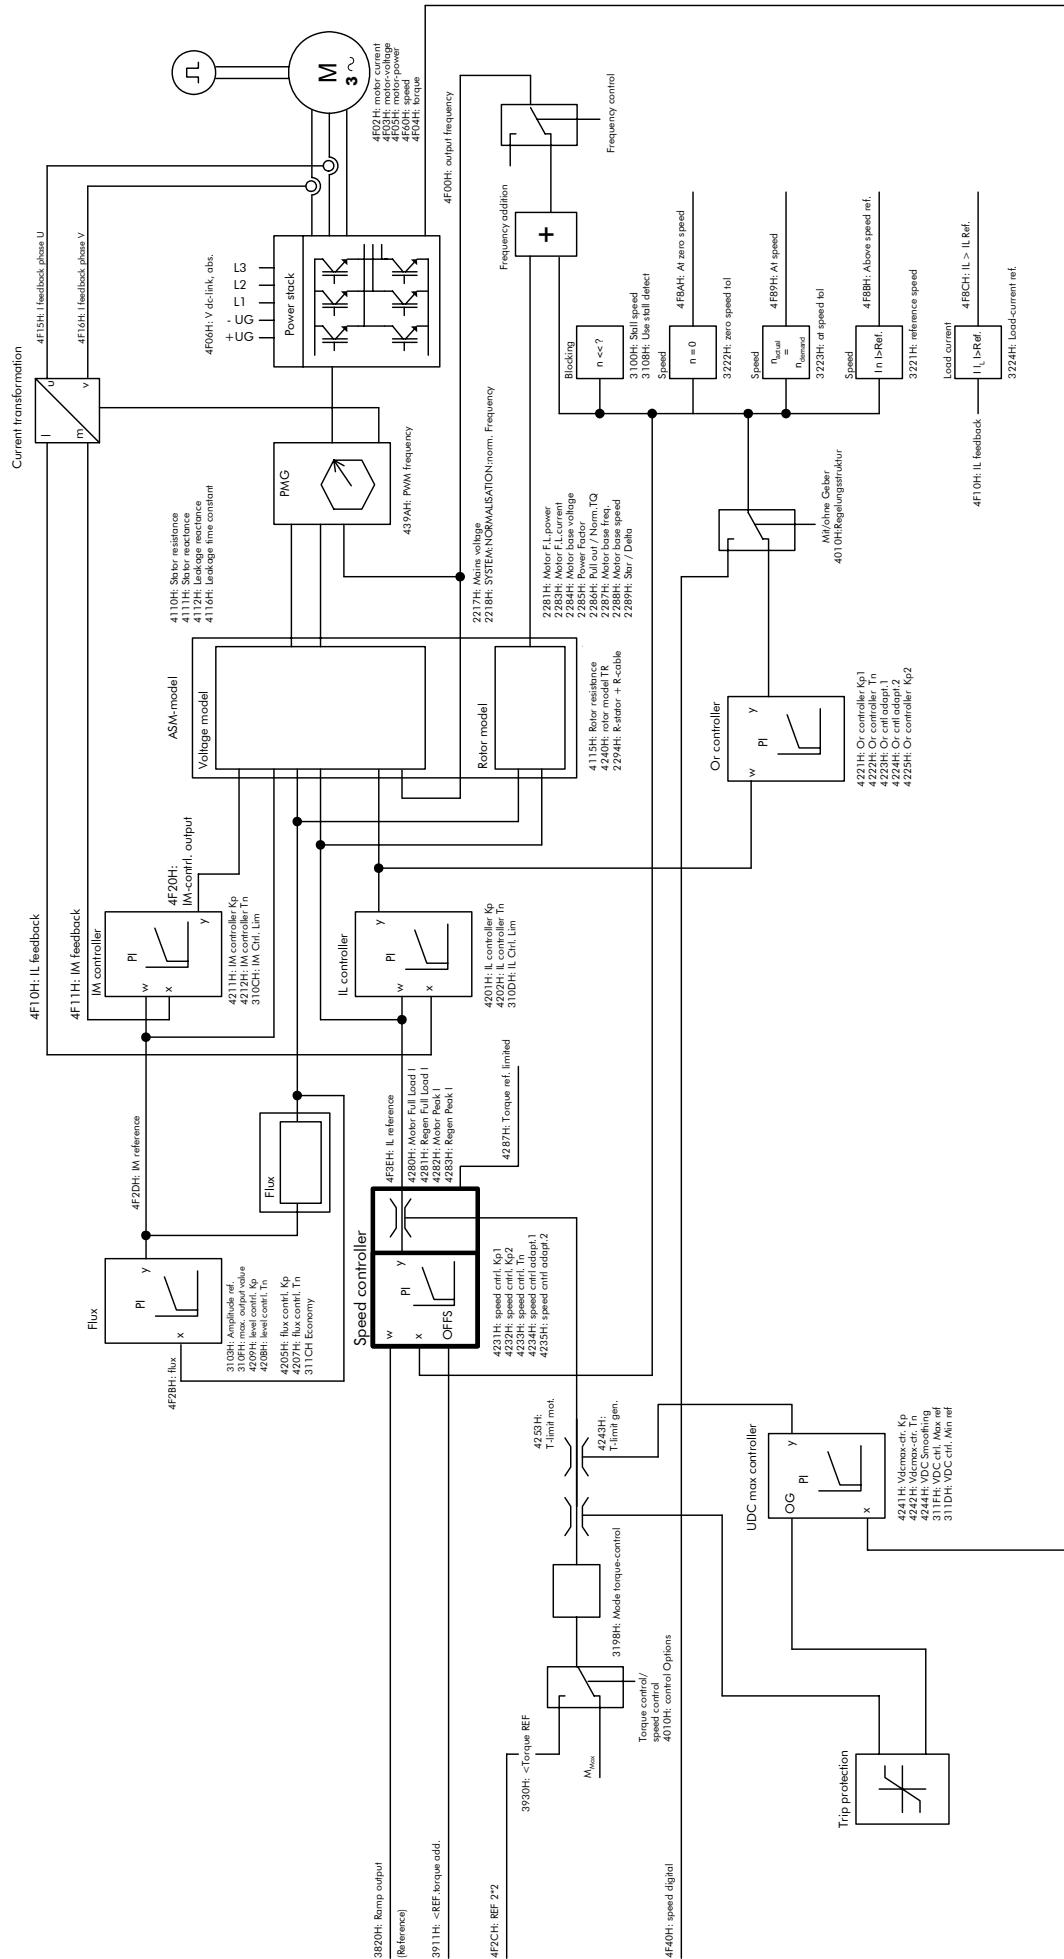 Current transformation
I
m
u
v
4F15H: I feedback phase U
4F16H: I feedback phase V
M
3 ~
4F02H: motor current
4F03H: motor-voltage
4F05H: motor-power
4F60H: speed
4F04H: torque
4F06H: V dc-link, abs.
L3
L2
L1
- UG
+UG
Power stack
PMG
439AH: PWM frequency
4F00H: output frequency
Frequency control
Frequency addition
+
Blocking
n << ?
3100H: Stall speed
3108H: Use stall detect
Speed
n = 0
4F8AH: At zero speed
3222H: zero speed tol
Speed
nactual
=
ndemand
4F89H: At speed
3223H: at speed tol
Speed
I n I>Ref.
4F8BH: Above speed ref.
3221H: reference speed
Load current
I IL I>Ref.
4F8CH: IL > IL Ref.
3224H: Load-current ref.
4F10H: IL feedback
4110H: Stator resistance
4111H: Stator reactance
4112H: Leakage reactance
4116H: Leakage time constant
ASM-model
Voltage model
Rotor model
2217H: Mains voltage
2218H: SYSTEM:NORMALISATION:norm. Frequency
2281H: Motor F.L.power
2283H: Motor F.L.current
2284H: Motor base voltage
2285H: Power Factor
2286H: Pull out / Norm.TQ
2287H: Motor base freq.
2288H: Motor base speed
2289H: Star / Delta
4115H: Rotor resistance
4240H: rotor model TR
2294H: R-stator + R-cable
Mit/ohne Geber
4010H:Regelungsstruktur
Or controller
w
PI
y
4221H: Or controller Kp1
4222H: Or controller Tn
4223H: Or cntl adapt.1
4224H: Or cntl adapt.2
4225H: Or controller Kp2
4F10H: IL feedback
4F11H: IM feedback
IM controller
w
x
PI
y
4F20H:
IM-contrl. output
4211H: IM controller Kp
4212H: IM controller Tn
310CH: IM Ctrl. Lim
IL controller
w
x
PI
y
4201H: IL controller Kp
4202H: IL controller Tn
310DH: IL Ctrl. Lim
4F2DH: IM reference
Flux
Flux
x
PI
y
3103H: Amplitude ref.
310FH: max. output value
4209H: level contrl. Kp
420BH: level contrl. Tn
4205H: flux contrl. Kp
4207H: flux contrl. Tn
311CH Economy
4F2BH: flux
4F3EH: IL reference
4280H: Motor Full Load I
4281H: Regen Full Load I
4282H: Motor Peak I
4283H: Regen Peak I
4287H: Torque ref. limited
Speed controller
w
x
OFFS
PI
y
4231H: speed cntrl. Kp1
4232H: speed cntrl. Kp2
4233H: speed cntrl. Tn
4234H: speed cntrl adapt.1
4235H: speed cntrl adapt.2
4253H:
T-limit mot.
4243H:
T-limit gen.
UDC max controller
OG
x
PI
y
4241H: Vdcmax-ctr. Kp
4242H: Vdcmax-ctr. Tn
4244H: VDC Smoothing
311FH: VDC ctrl. Max ref
311DH: VDC ctrl. Min ref
3198H: Mode torque-control
Torque control/
speed control
4010H: control Options
MMax
3930H: <Torque REF
Trip protection
3820H: Ramp output
(Reference)
3911H: <REF.torque add.
4F2CH: REF 2*2
4F40H: speed digital